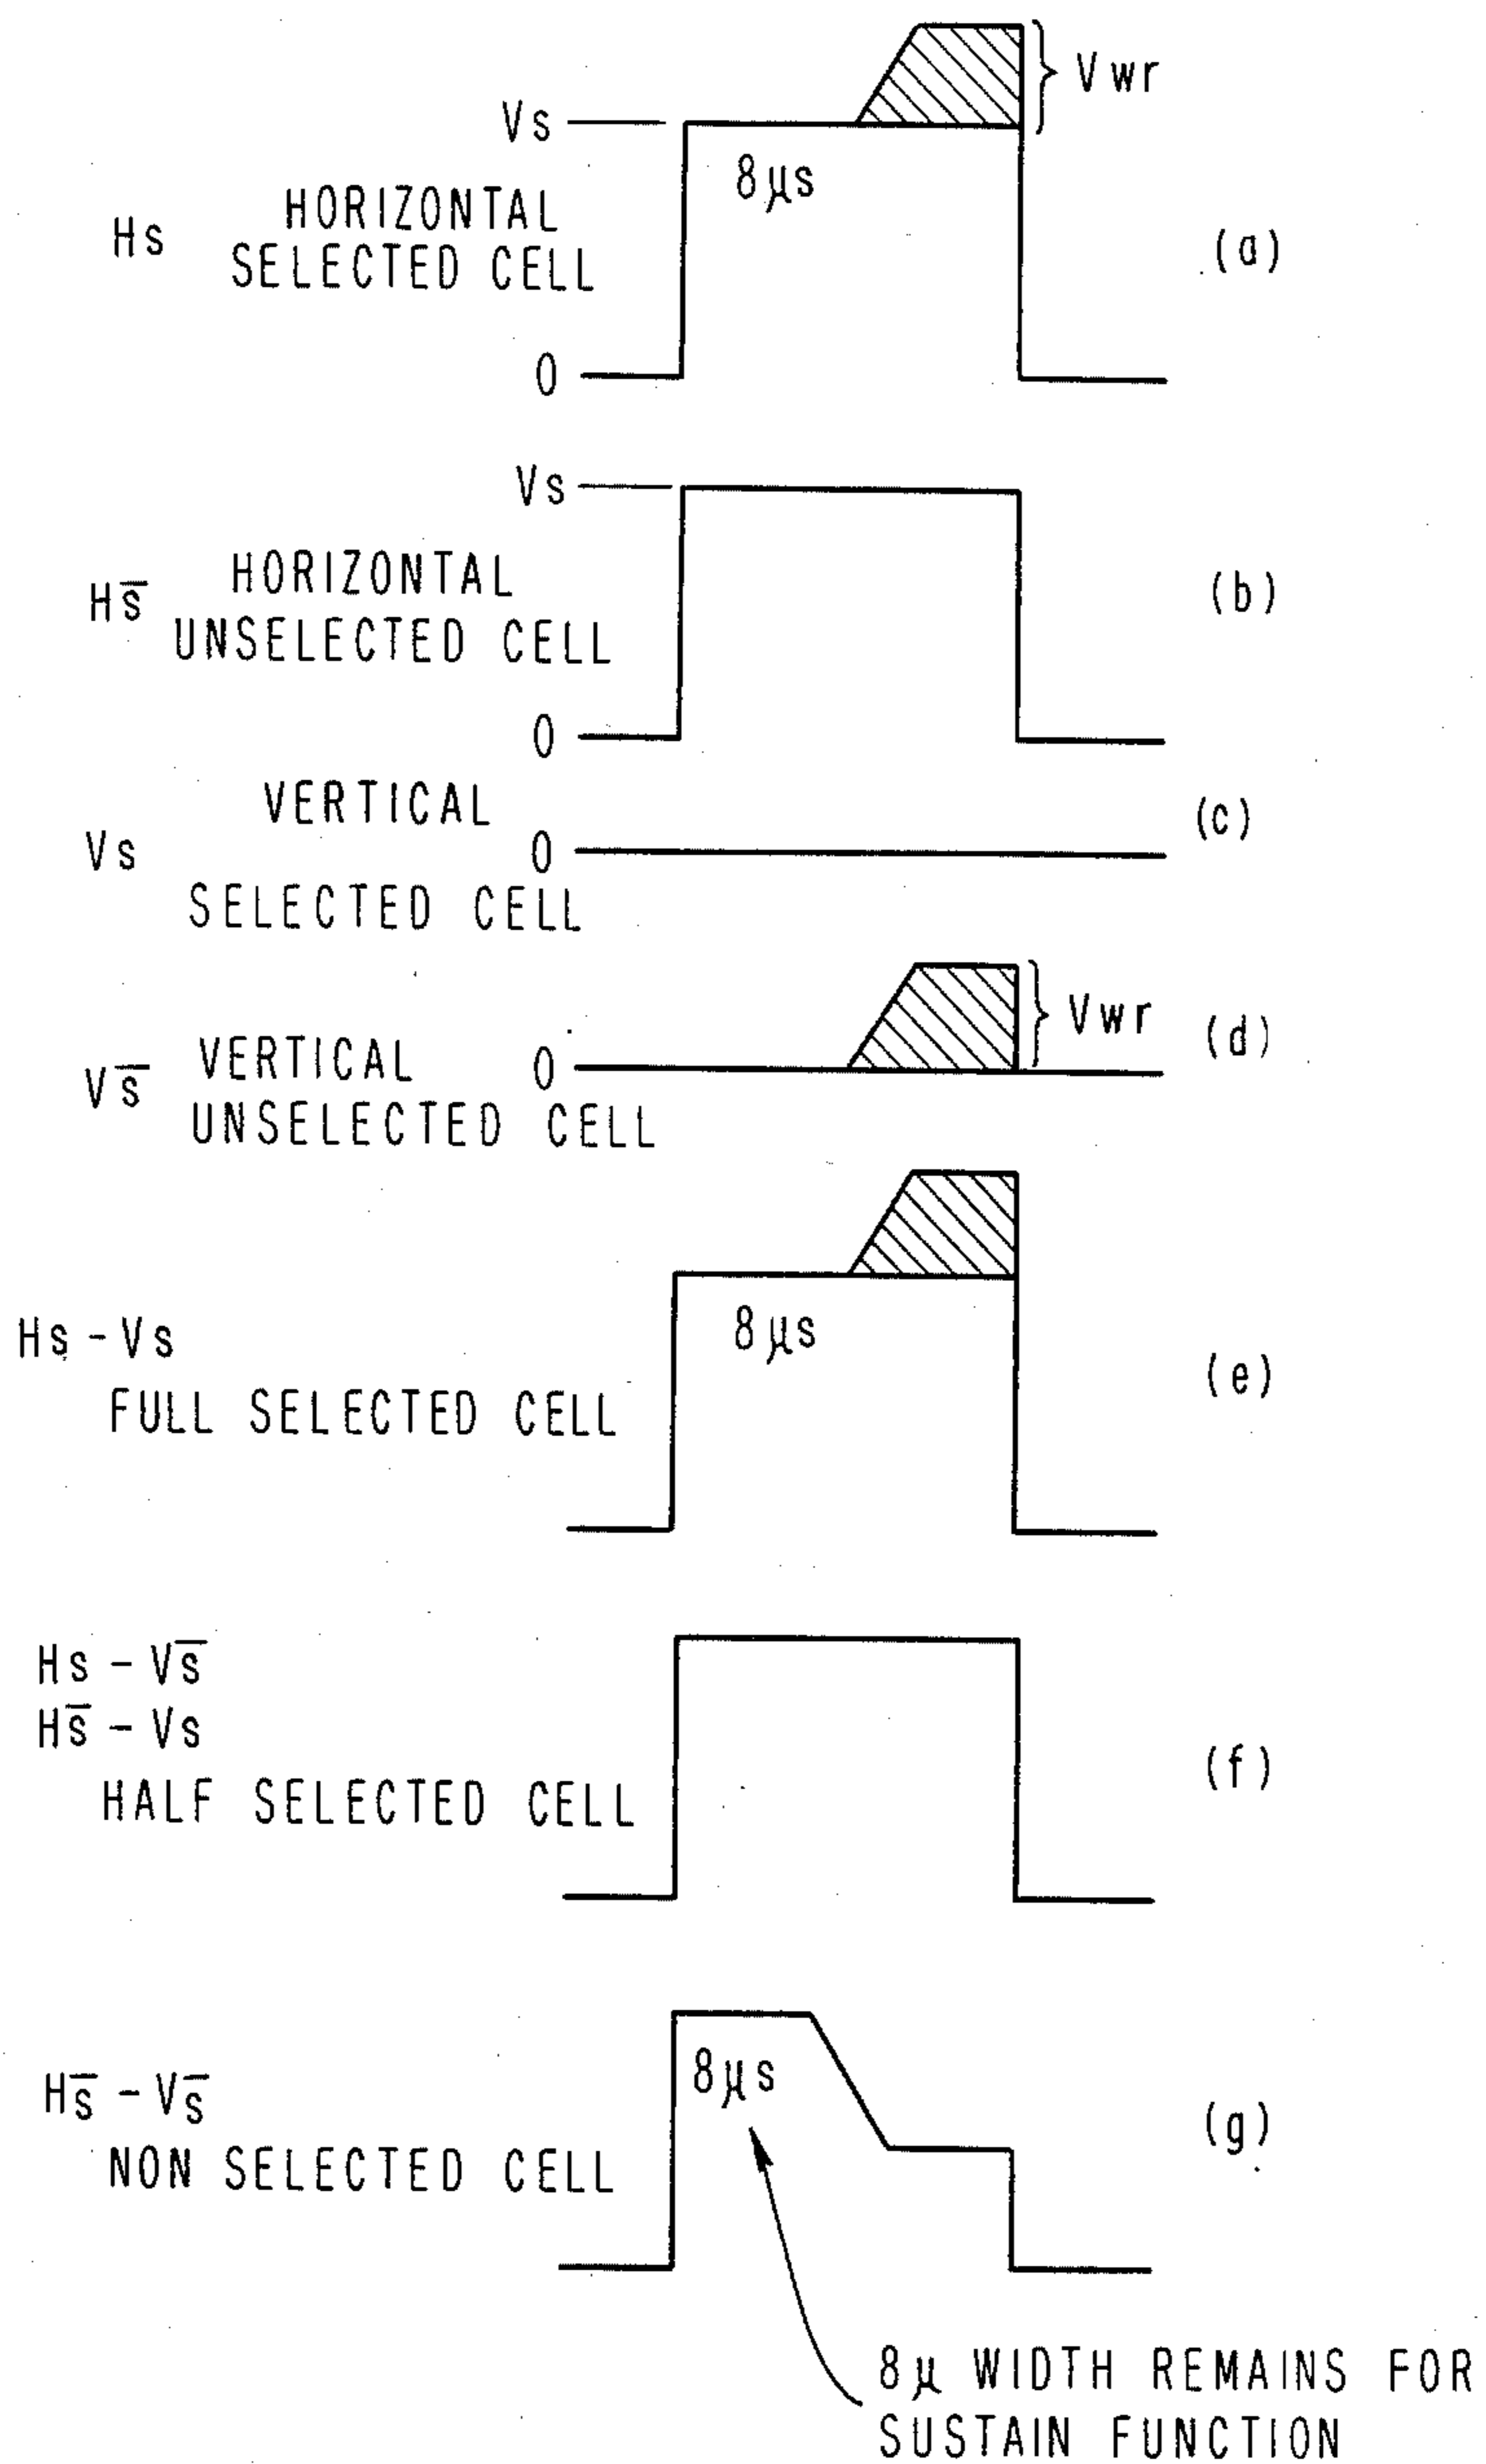 Vwr
Vs
8μs
HORIZONTAL
Hs
SELECTED CELL
(a)
0
Vs
HORIZONTAL
Hs̅
UNSELECTED CELL
(b)
0
VERTICAL
(c)
Vs
0
SELECTED CELL
Vwr
(d)
VERTICAL
0
Vs̅
UNSELECTED CELL
8μs
Hs - Vs
(e)
FULL SELECTED CELL
Hs - Vs̅
Hs̅ - Vs
(f)
HALF SELECTED CELL
8μs
Hs̅ - Vs̅
(g)
NON SELECTED CELL
8μ WIDTH REMAINS FOR
SUSTAIN FUNCTION